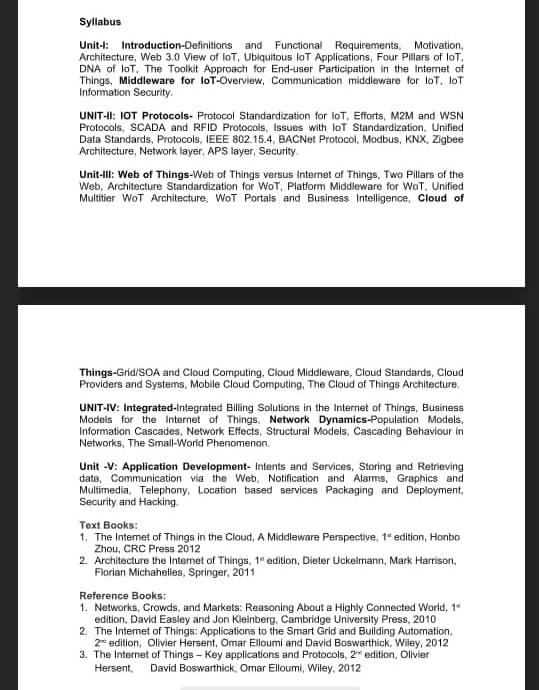 Syllabus
Unit-I: Introduction-Definitions and Functional Requirements, Motivation,
Architecture, Web 3.0 View of IoT, Ubiquitous IoT Applications, Four Pillars of IoT,
DNA of IoT, The Toolkit Approach for End-user Participation in the Internet of
Things, Middleware for IoT-Overview, Communication middleware for IoT, IoT
Information Security.
UNIT-II: IOT Protocols- Protocol Standardization for IoT, Efforts, M2M and WSN
Protocols, SCADA and RFID Protocols, Issues with IoT Standardization, Unified
Data Standards, Protocols, IEEE 802.15.4, BACNet Protocol, Modbus, KNX, Zigbee
Architecture, Network layer, APS layer, Security.
Unit-III: Web of Things-Web of Things versus Internet of Things, Two Pillars of the
Web, Architecture Standardization for WoT, Platform Middleware for WoT, Unified
Multitier WoT Architecture, WoT Portals and Business Intelligence, Cloud of
Things-Grid/SOA and Cloud Computing, Cloud Middleware, Cloud Standards, Cloud
Providers and Systems, Mobile Cloud Computing, The Cloud of Things Architecture.
UNIT-IV: Integrated-Integrated Billing Solutions in the Internet of Things, Business
Models for the Internet of Things, Network Dynamics-Population Models,
Information Cascades, Network Effects, Structural Models, Cascading Behaviour in
Networks, The Small-World Phenomenon.
Unit -V: Application Development- Intents and Services, Storing and Retrieving
data, Communication via the Web, Notification and Alarms, Graphics and
Multimedia, Telephony, Location based services Packaging and Deployment,
Security and Hacking.
Text Books:
1. The Internet of Things in the Cloud, A Middleware Perspective, 1st edition, Honbo
Zhou, CRC Press 2012
2. Architecture the Internet of Things, 1st edition, Dieter Uckelmann, Mark Harrison,
Florian Michahelles, Springer, 2011
Reference Books:
1. Networks, Crowds, and Markets: Reasoning About a Highly Connected World, 1st
edition, David Easley and Jon Kleinberg, Cambridge University Press, 2010
2. The Internet of Things: Applications to the Smart Grid and Building Automation,
2nd edition, Olivier Hersent, Omar Elloumi and David Boswarthick, Wiley, 2012
3. The Internet of Things – Key applications and Protocols, 2nd edition, Olivier
Hersent, David Boswarthick, Omar Elloumi, Wiley, 2012